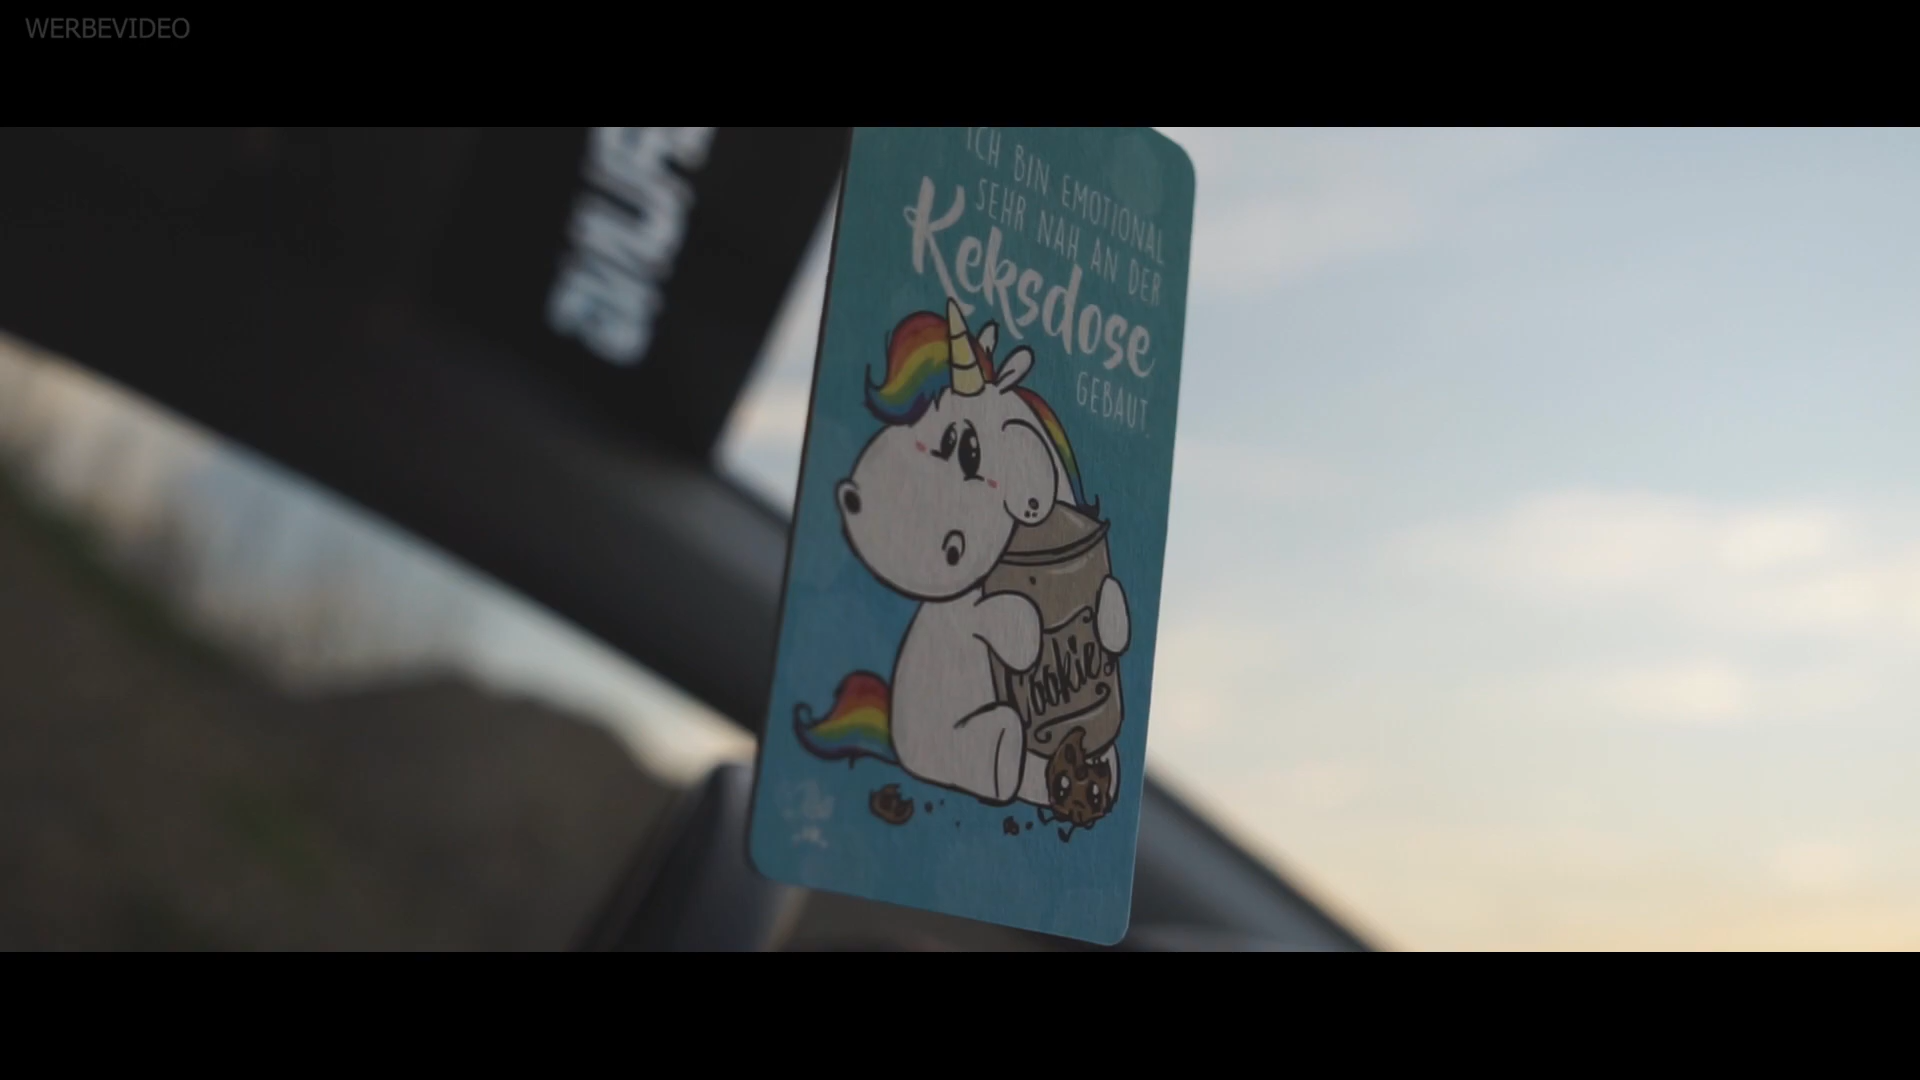 WERBEVIDEO
ICH BIN EMOTIONAL
SEHR NAH AN DER
Keksdose
GEBAUT.
Cookies